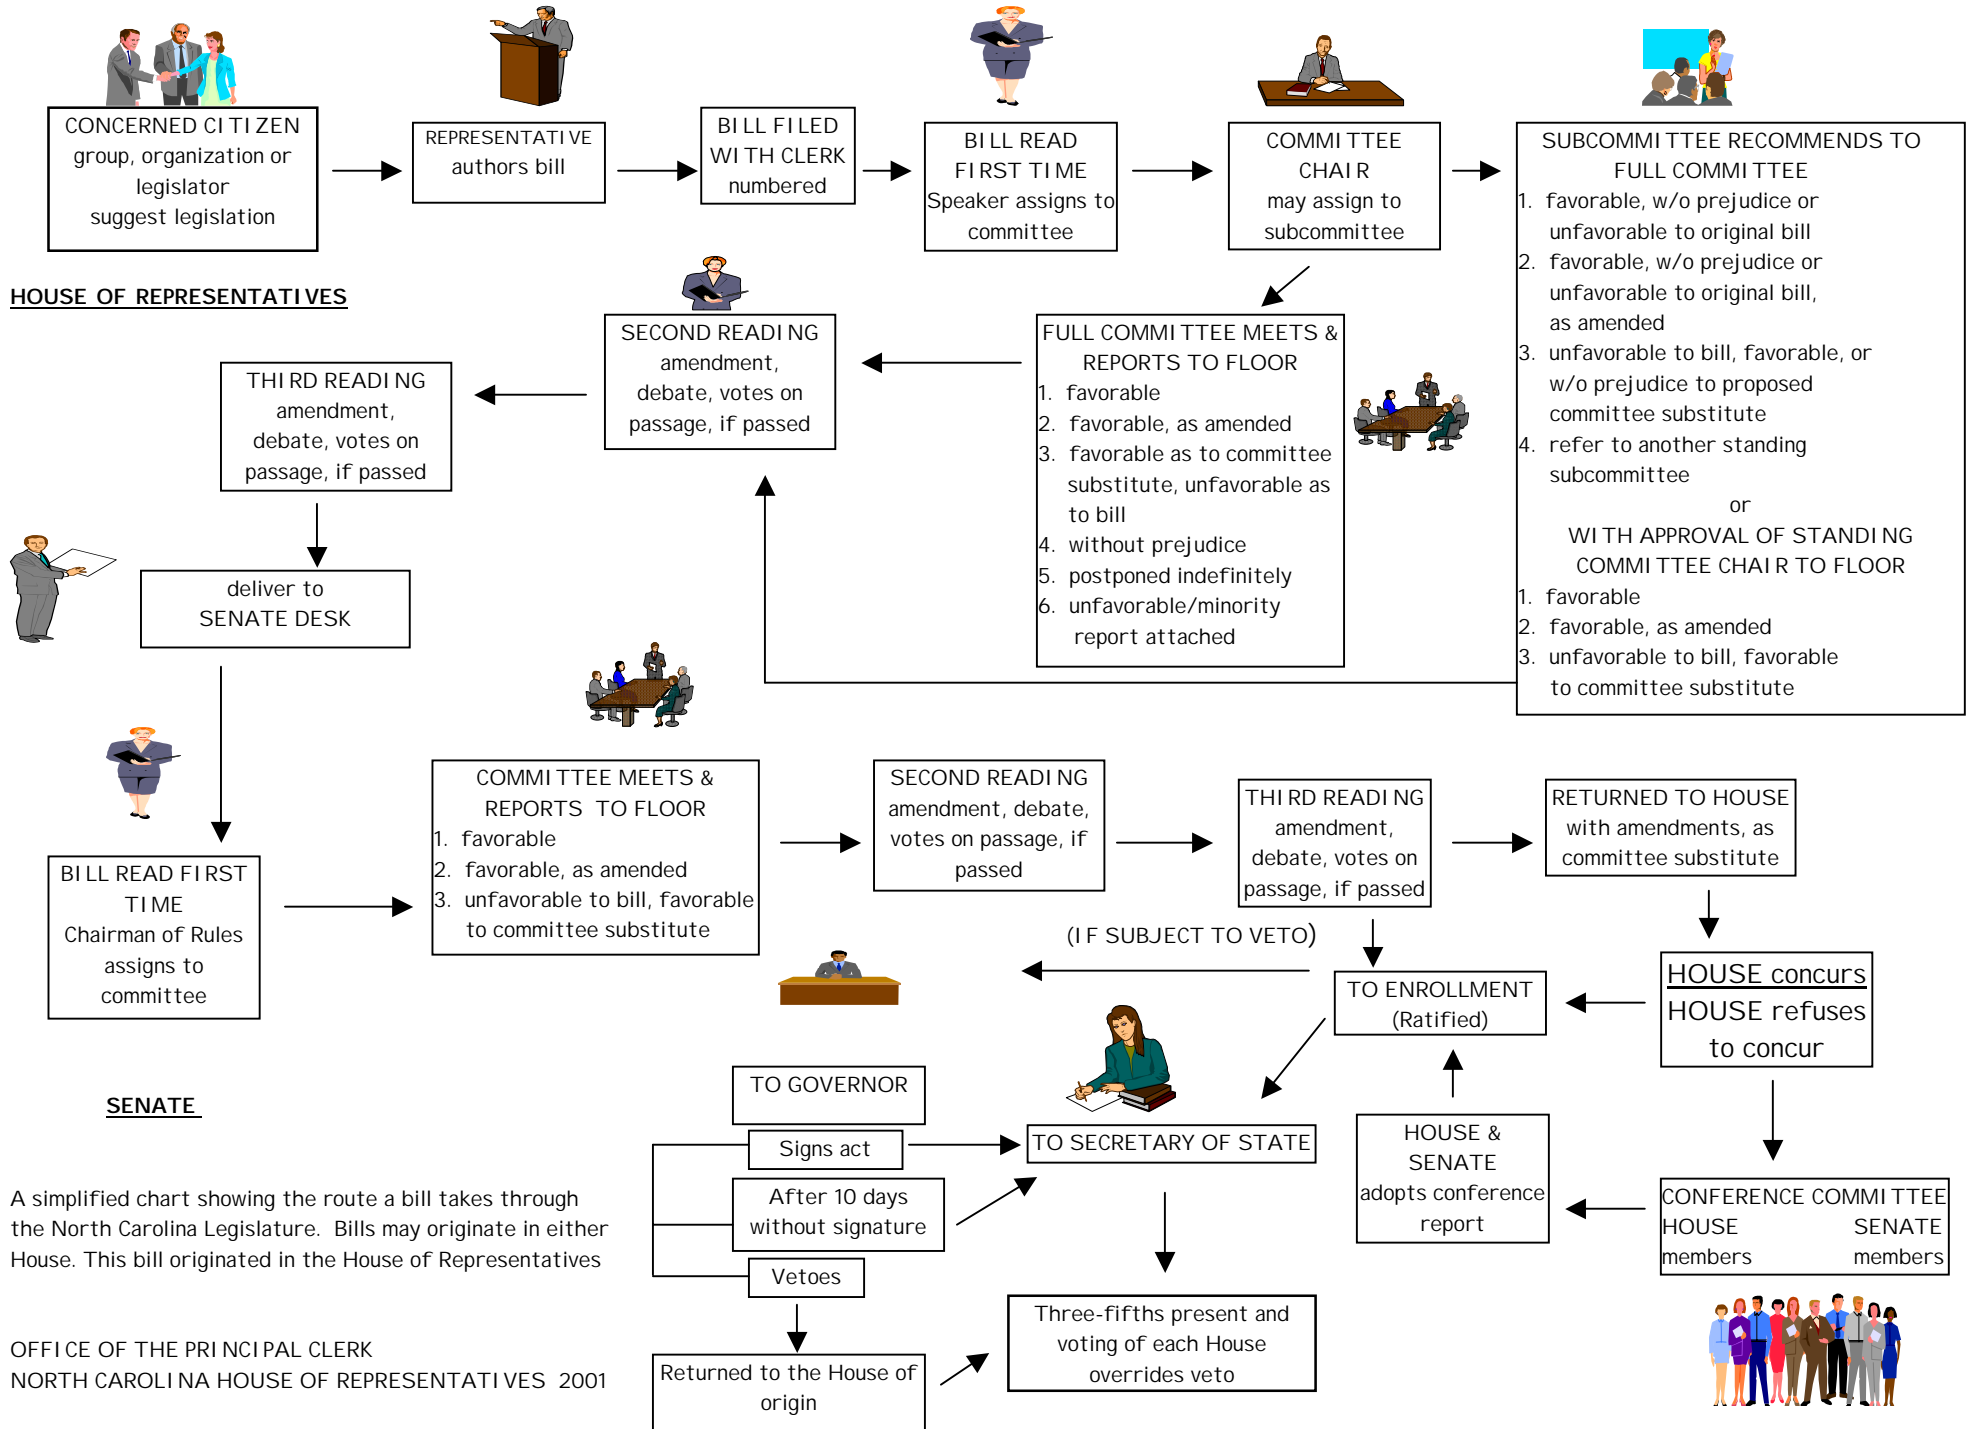 CONCERNED CITIZEN
group, organization or
legislator
suggest legislation
REPRESENTATIVE
authors bill
BILL FILED
WITH CLERK
numbered
BILL READ
FIRST TIME
Speaker assigns to
committee
COMMITTEE
CHAIR
may assign to
subcommittee
SUBCOMMITTEE RECOMMENDS TO
FULL COMMITTEE
1. favorable, w/o prejudice or
unfavorable to original bill
2. favorable, w/o prejudice or
unfavorable to original bill,
as amended
3. unfavorable to bill, favorable, or
w/o prejudice to proposed
committee substitute
4. refer to another standing
subcommittee
or
WITH APPROVAL OF STANDING
COMMITTEE CHAIR TO FLOOR
1. favorable
2. favorable, as amended
3. unfavorable to bill, favorable
to committee substitute
HOUSE OF REPRESENTATIVES
FULL COMMITTEE MEETS &
REPORTS TO FLOOR
1. favorable
2. favorable, as amended
3. favorable as to committee
substitute, unfavorable as
to bill
4. without prejudice
5. postponed indefinitely
6. unfavorable/minority
report attached
SECOND READING
amendment,
debate, votes on
passage, if passed
THIRD READING
amendment,
debate, votes on
passage, if passed
deliver to
SENATE DESK
BILL READ FIRST
TIME
Chairman of Rules
assigns to
committee
COMMITTEE MEETS &
REPORTS TO FLOOR
1. favorable
2. favorable, as amended
3. unfavorable to bill, favorable
to committee substitute
SECOND READING
amendment, debate,
votes on passage, if
passed
THIRD READING
amendment,
debate, votes on
passage, if passed
RETURNED TO HOUSE
with amendments, as
committee substitute
(IF SUBJECT TO VETO)
TO ENROLLMENT
(Ratified)
HOUSE concurs
HOUSE refuses
to concur
SENATE
TO GOVERNOR
Signs act
After 10 days
without signature
Vetoes
Returned to the House of
origin
TO SECRETARY OF STATE
Three-fifths present and
voting of each House
overrides veto
HOUSE &
SENATE
adopts conference
report
CONFERENCE COMMITTEE
HOUSE SENATE
members members
A simplified chart showing the route a bill takes through
the North Carolina Legislature. Bills may originate in either
House. This bill originated in the House of Representatives
OFFICE OF THE PRINCIPAL CLERK
NORTH CAROLINA HOUSE OF REPRESENTATIVES 2001